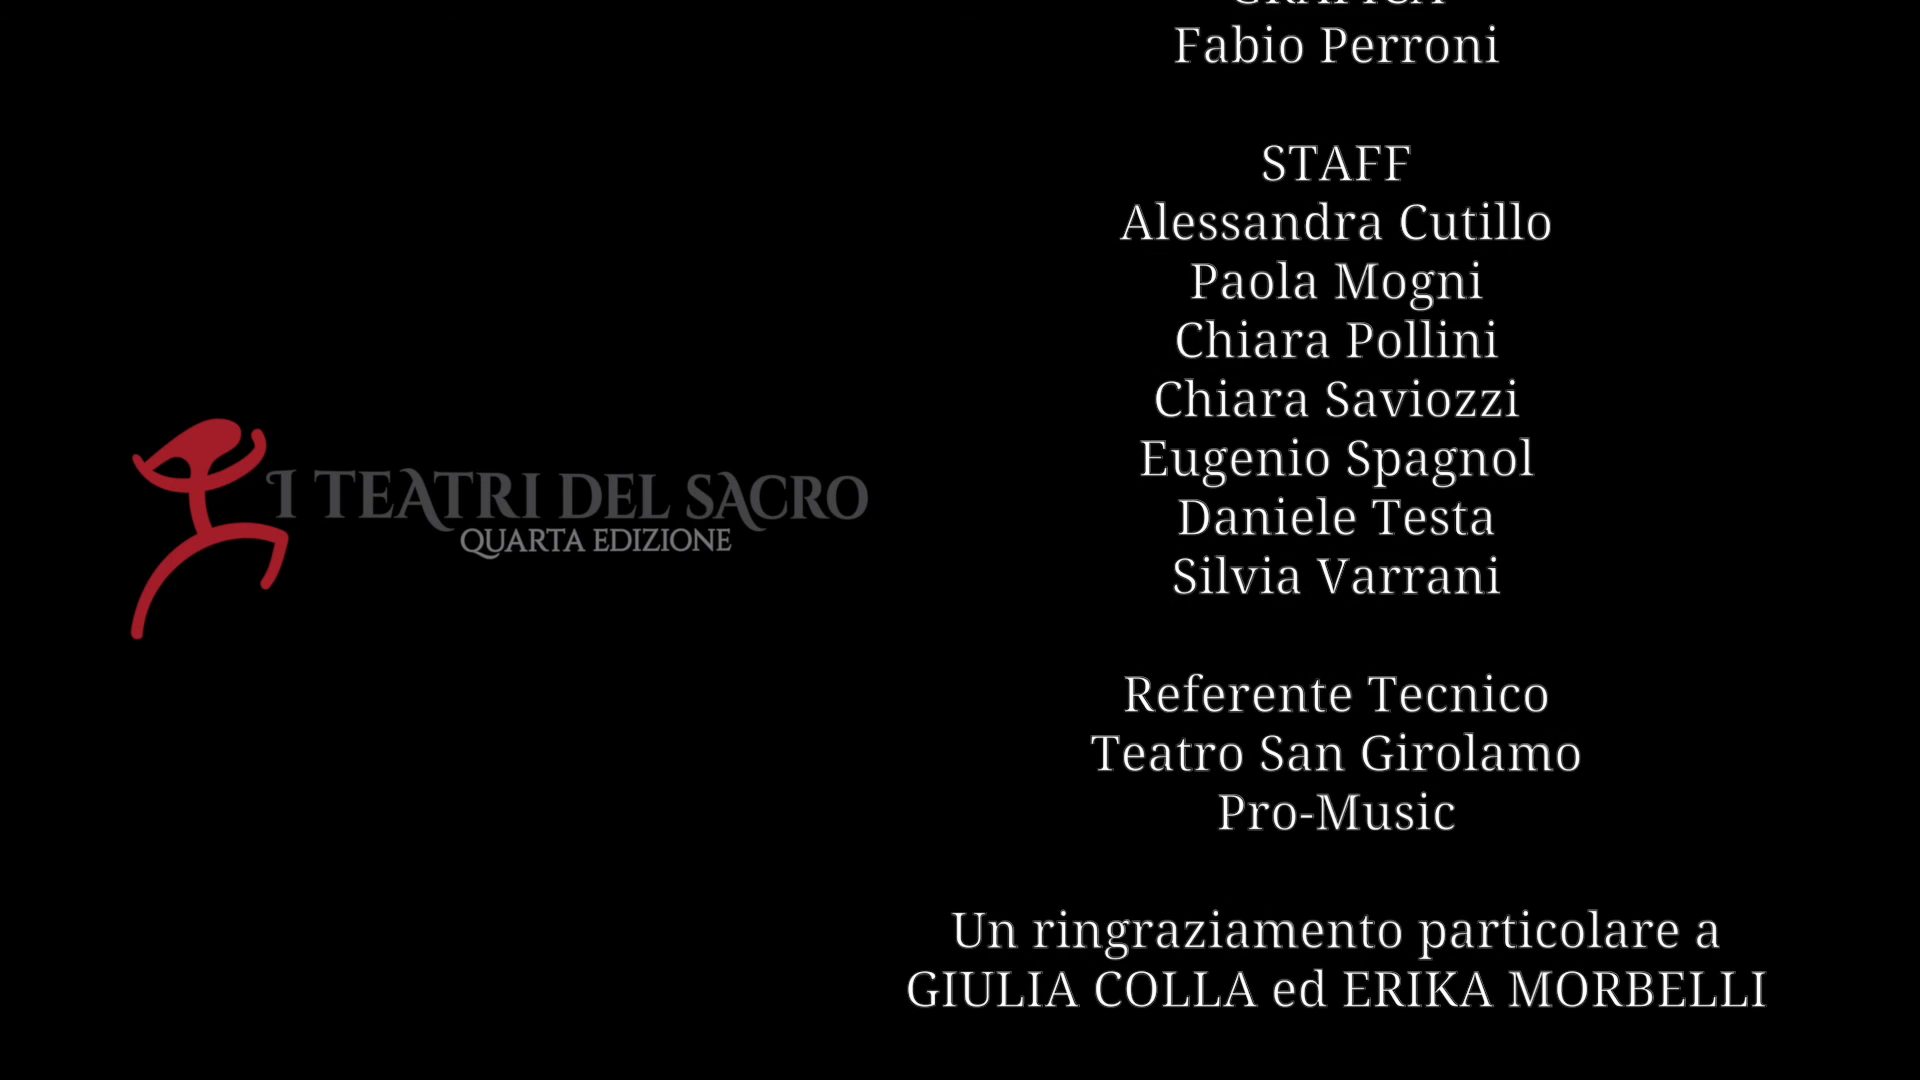 I TEATRI DEL SACRO
QUARTA EDIZIONE
GRAFICA
Fabio Perroni
STAFF
Alessandra Cutillo
Paola Mogni
Chiara Pollini
Chiara Saviozzi
Eugenio Spagnol
Daniele Testa
Silvia Varrani
Referente Tecnico
Teatro San Girolamo
Pro-Music
Un ringraziamento particolare a
GIULIA COLLA ed ERIKA MORBELLI